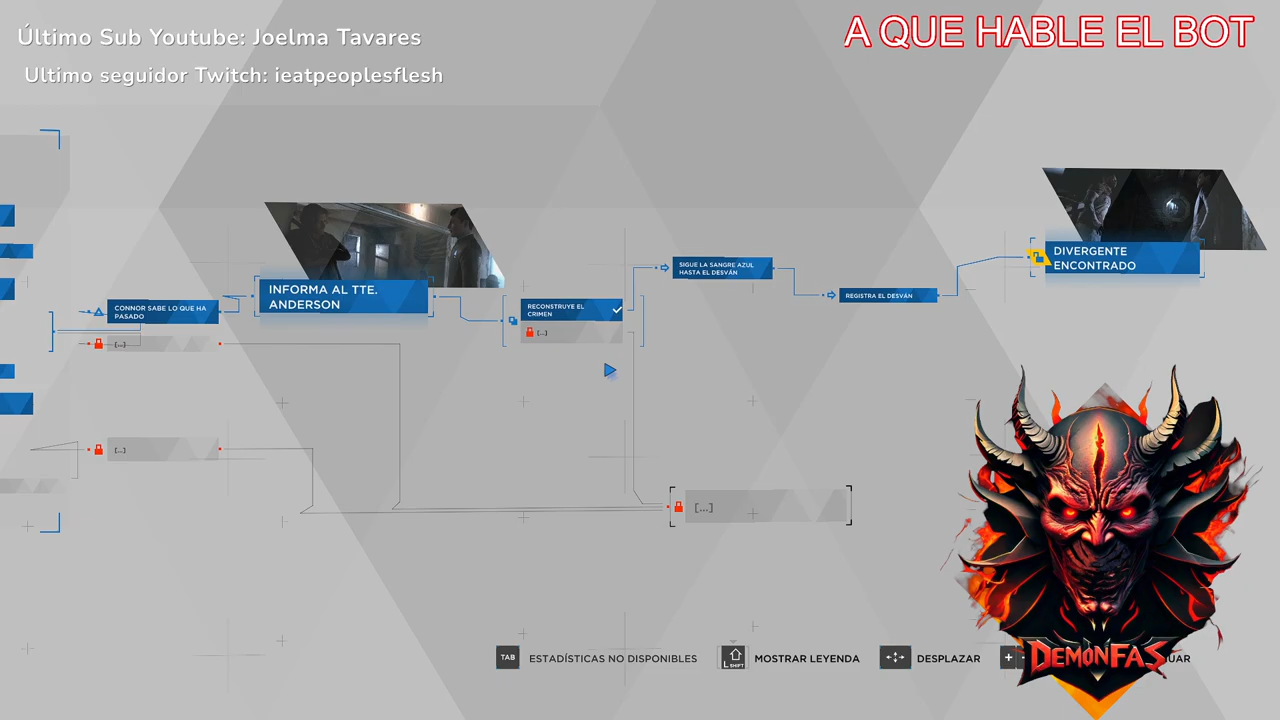 Último Sub Youtube: Joelma Tavares
Ultimo seguidor Twitch: ieatpeoplesflesh
A QUE HABLE EL BOT
CONNOR SABE LO QUE HA
PASADO
[...]
[...]
INFORMA AL TTE.
ANDERSON
RECONSTRUYE EL
CRIMEN
[...]
SIGUE LA SANGRE AZUL
HASTA EL DESVÁN
REGISTRA EL DESVÁN
DIVERGENTE
ENCONTRADO
[...]
TAB
ESTADÍSTICAS NO DISPONIBLES
L SHIFT
MOSTRAR LEYENDA
DESPLAZAR
+
UAR
DEMONFAS